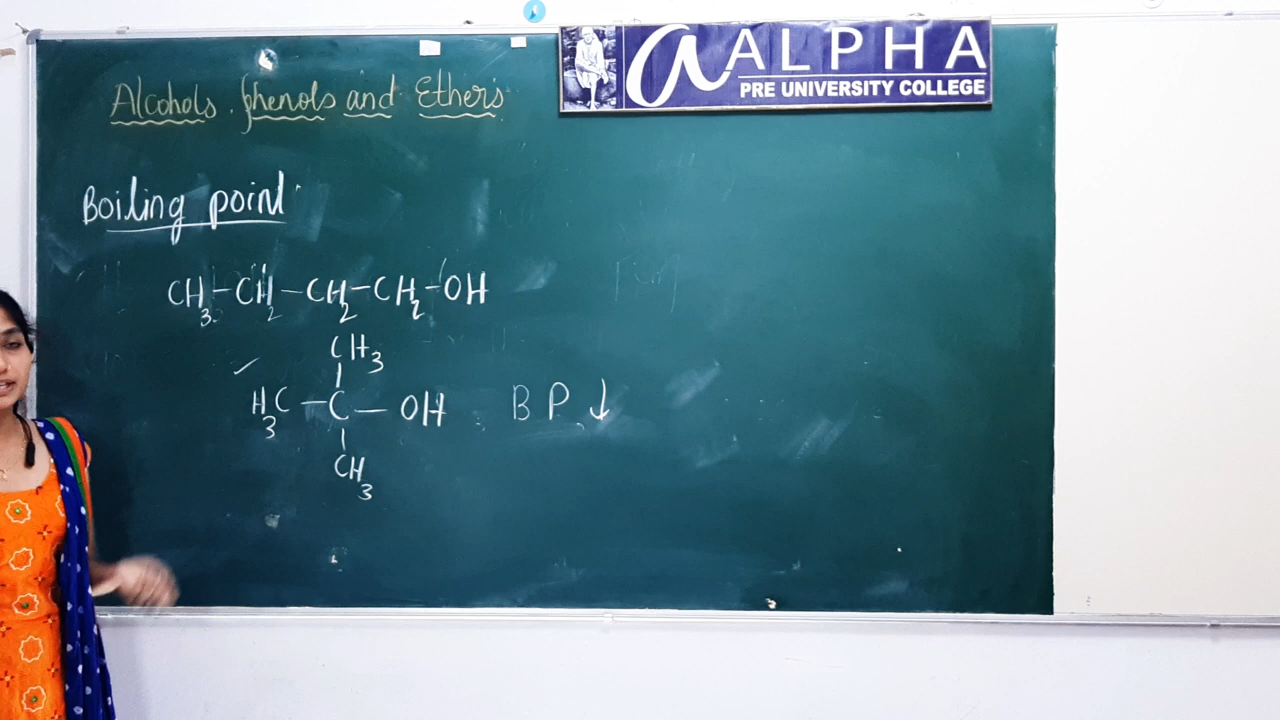 ALPHA
PRE UNIVERSITY COLLEGE
Alcohols, phenols and Ethers
Boiling point
CH3-CH2-CH2-CH2-OH
CH3
H3C-C-OH BP↓
CH3